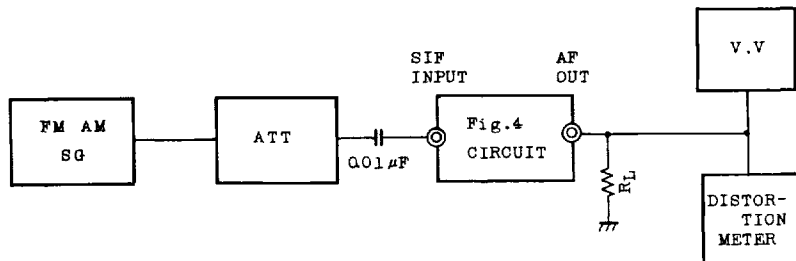 FM AM
SG
ATT
0.01μF
SIF
INPUT
Fig.4
CIRCUIT
AF
OUT
RL
V.V
DISTOR-
TION
METER